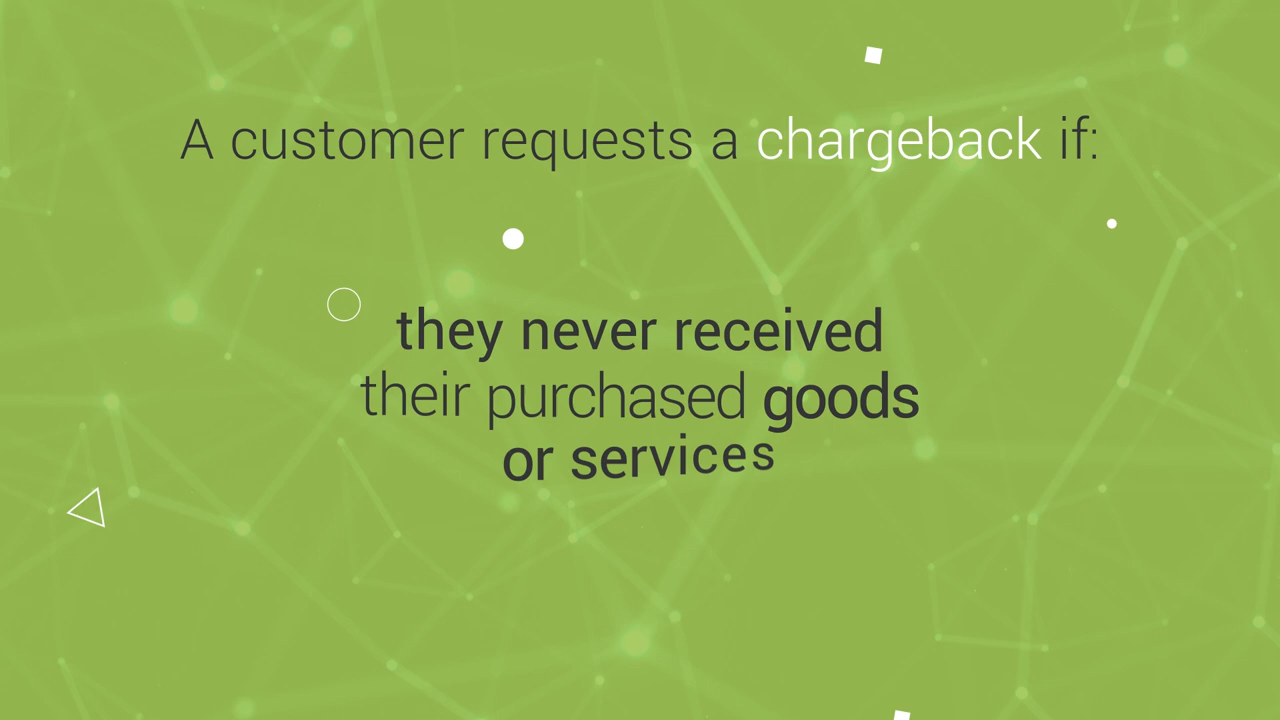 A customer requests a chargeback if:
they never received
their purchased goods
or services